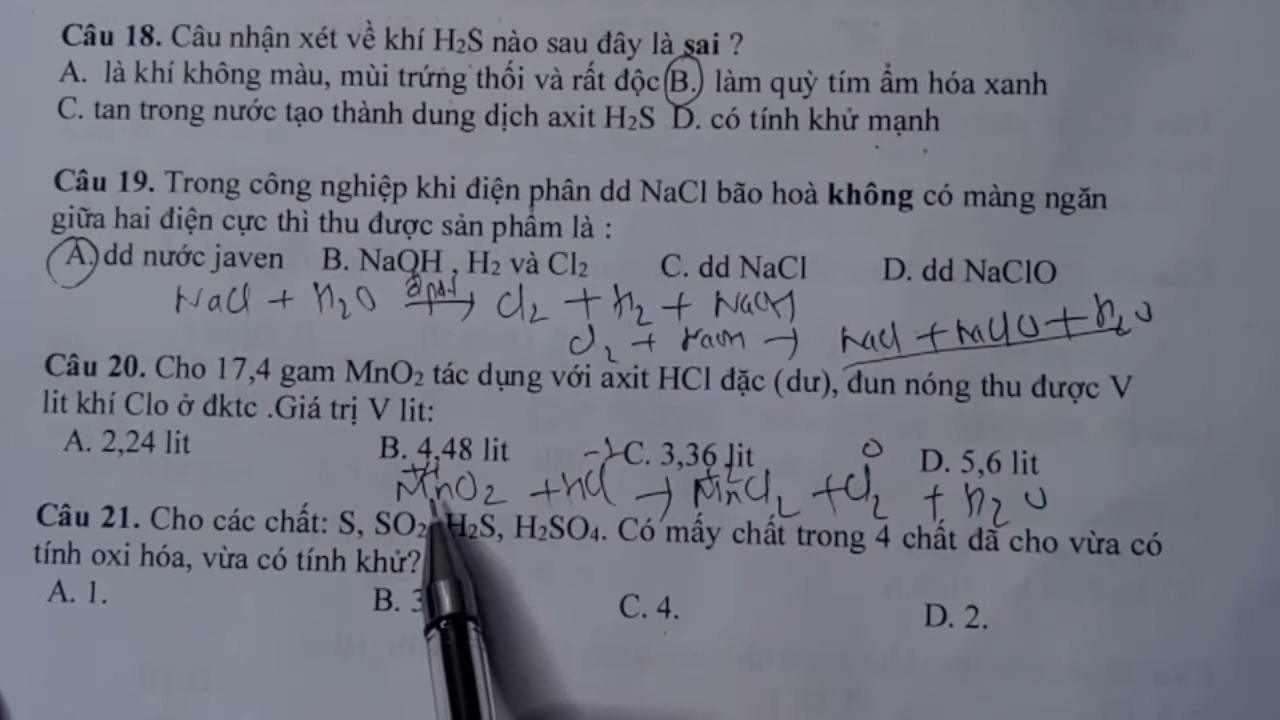 Câu 18. Câu nhận xét về khí H₂S nào sau đây là sai ?
A. là khí không màu, mùi trứng thối và rất độc B. làm quỳ tím ẩm hóa xanh
C. tan trong nước tạo thành dung dịch axit H₂S D. có tính khử mạnh
Câu 19. Trong công nghiệp khi điện phân dd NaCl bão hoà không có màng ngăn
giữa hai điện cực thì thu được sản phẩm là :
A. dd nước javen B. NaOH , H₂ và Cl₂ C. dd NaCl D. dd NaClO
NaCl + H₂O → Cl₂ + H₂ + NaOH
Cl₂ + NaOH → NaCl + NaClO + H₂O
Câu 20. Cho 17,4 gam MnO₂ tác dụng với axit HCl đặc (dư), đun nóng thu được V
lit khí Clo ở đktc .Giá trị V lit:
A. 2,24 lit B. 4,48 lit C. 3,36 lit D. 5,6 lit
MnO₂ + HCl → MnCl₂ + Cl₂ + H₂O
Câu 21. Cho các chất: S, SO₂, H₂S, H₂SO₄. Có mấy chất trong 4 chất đã cho vừa có
tính oxi hóa, vừa có tính khử?
A. 1. B. 3 C. 4. D. 2.